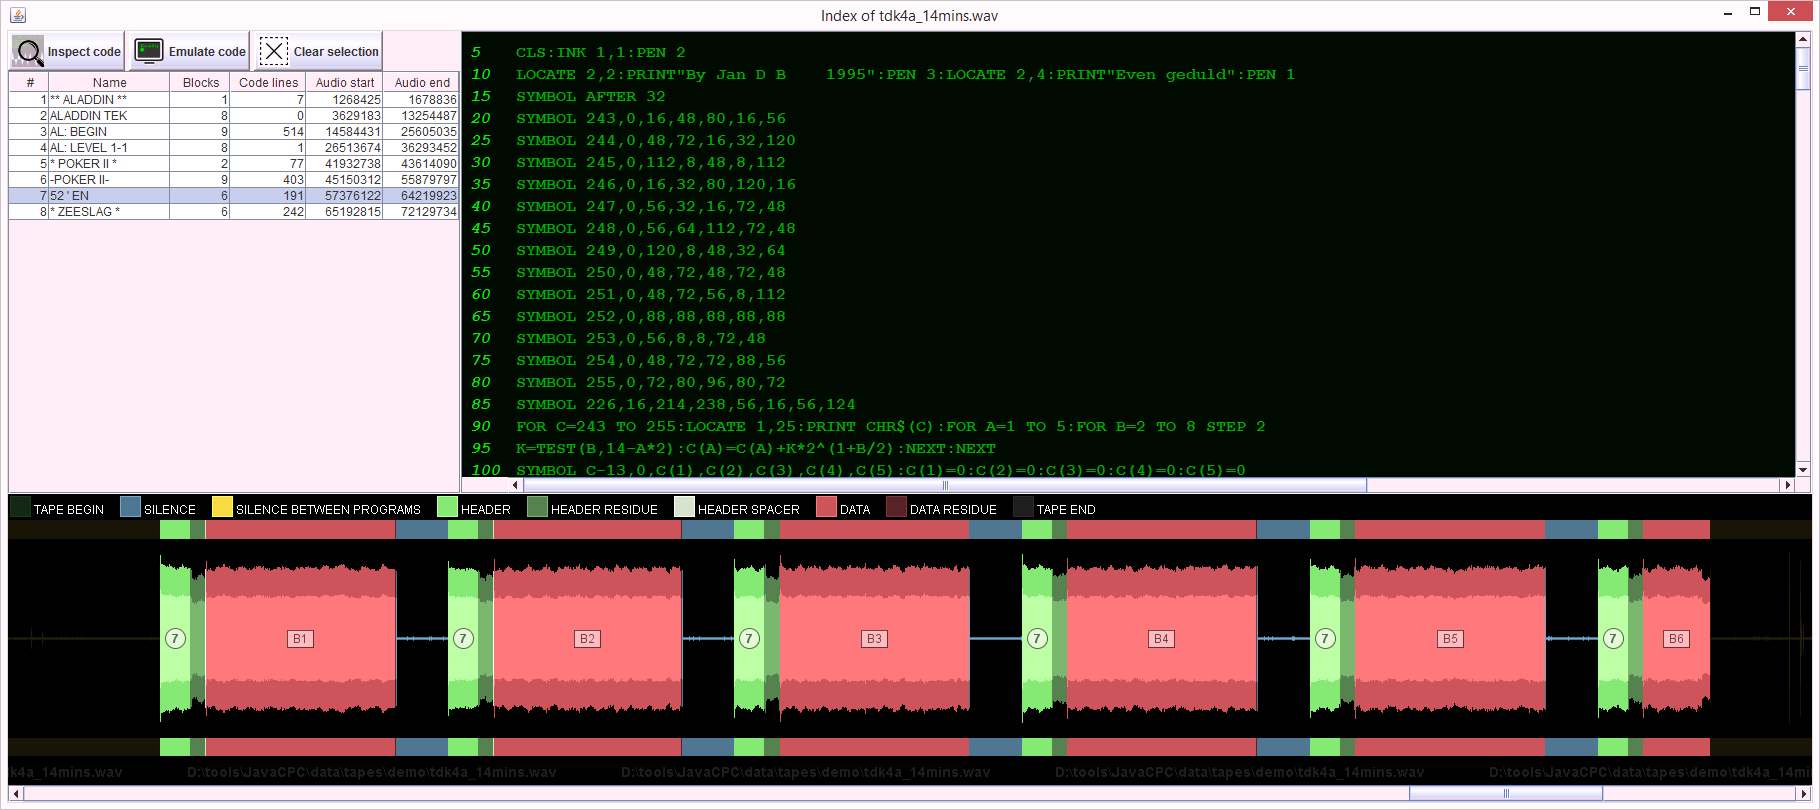 Index of tdk4a_14mins.wav
Inspect code Emulate code Clear selection
# Name Blocks Code lines Audio start Audio end
1 ** ALADDIN ** 1 7 1268425 1678836
2 ALADDIN TEK 8 0 3629183 13254487
3 AL: BEGIN 9 514 14584431 25605035
4 AL: LEVEL 1-1 8 1 26513674 36293452
5 * POKER II * 2 77 41932738 43614090
6 -POKER II- 9 403 45150312 55879797
7 52 ' EN 6 191 57376122 64219923
8 * ZEESLAG * 6 242 65192815 72129734
5 CLS:INK 1,1:PEN 2
10 LOCATE 2,2:PRINT"By Jan D B    1995":PEN 3:LOCATE 2,4:PRINT"Even geduld":PEN 1
15 SYMBOL AFTER 32
20 SYMBOL 243,0,16,48,80,16,56
25 SYMBOL 244,0,48,72,16,32,120
30 SYMBOL 245,0,112,8,48,8,112
35 SYMBOL 246,0,16,32,80,120,16
40 SYMBOL 247,0,56,32,16,72,48
45 SYMBOL 248,0,56,64,112,72,48
50 SYMBOL 249,0,120,8,48,32,64
55 SYMBOL 250,0,48,72,48,72,48
60 SYMBOL 251,0,48,72,56,8,112
65 SYMBOL 252,0,88,88,88,88,88
70 SYMBOL 253,0,56,8,8,72,48
75 SYMBOL 254,0,48,72,72,88,56
80 SYMBOL 255,0,72,80,96,80,72
85 SYMBOL 226,16,214,238,56,16,56,124
90 FOR C=243 TO 255:LOCATE 1,25:PRINT CHR$(C):FOR A=1 TO 5:FOR B=2 TO 8 STEP 2
95 K=TEST(B,14-A*2):C(A)=C(A)+K*2^(1+B/2):NEXT:NEXT
100 SYMBOL C-13,0,C(1),C(2),C(3),C(4),C(5):C(1)=0:C(2)=0:C(3)=0:C(4)=0:C(5)=0
TAPE BEGIN SILENCE SILENCE BETWEEN PROGRAMS HEADER HEADER RESIDUE HEADER SPACER DATA DATA RESIDUE TAPE END
7 B1 7 B2 7 B3 7 B4 7 B5 7 B6
lk4a_14mins.wav D:\tools\JavaCPC\data\tapes\demo\tdk4a_14mins.wav D:\tools\JavaCPC\data\tapes\demo\tdk4a_14mins.wav D:\tools\JavaCPC\data\tapes\demo\tdk4a_14mins.wav D:\tools\JavaCPC\data\tapes\demo\tdk4a_14mi